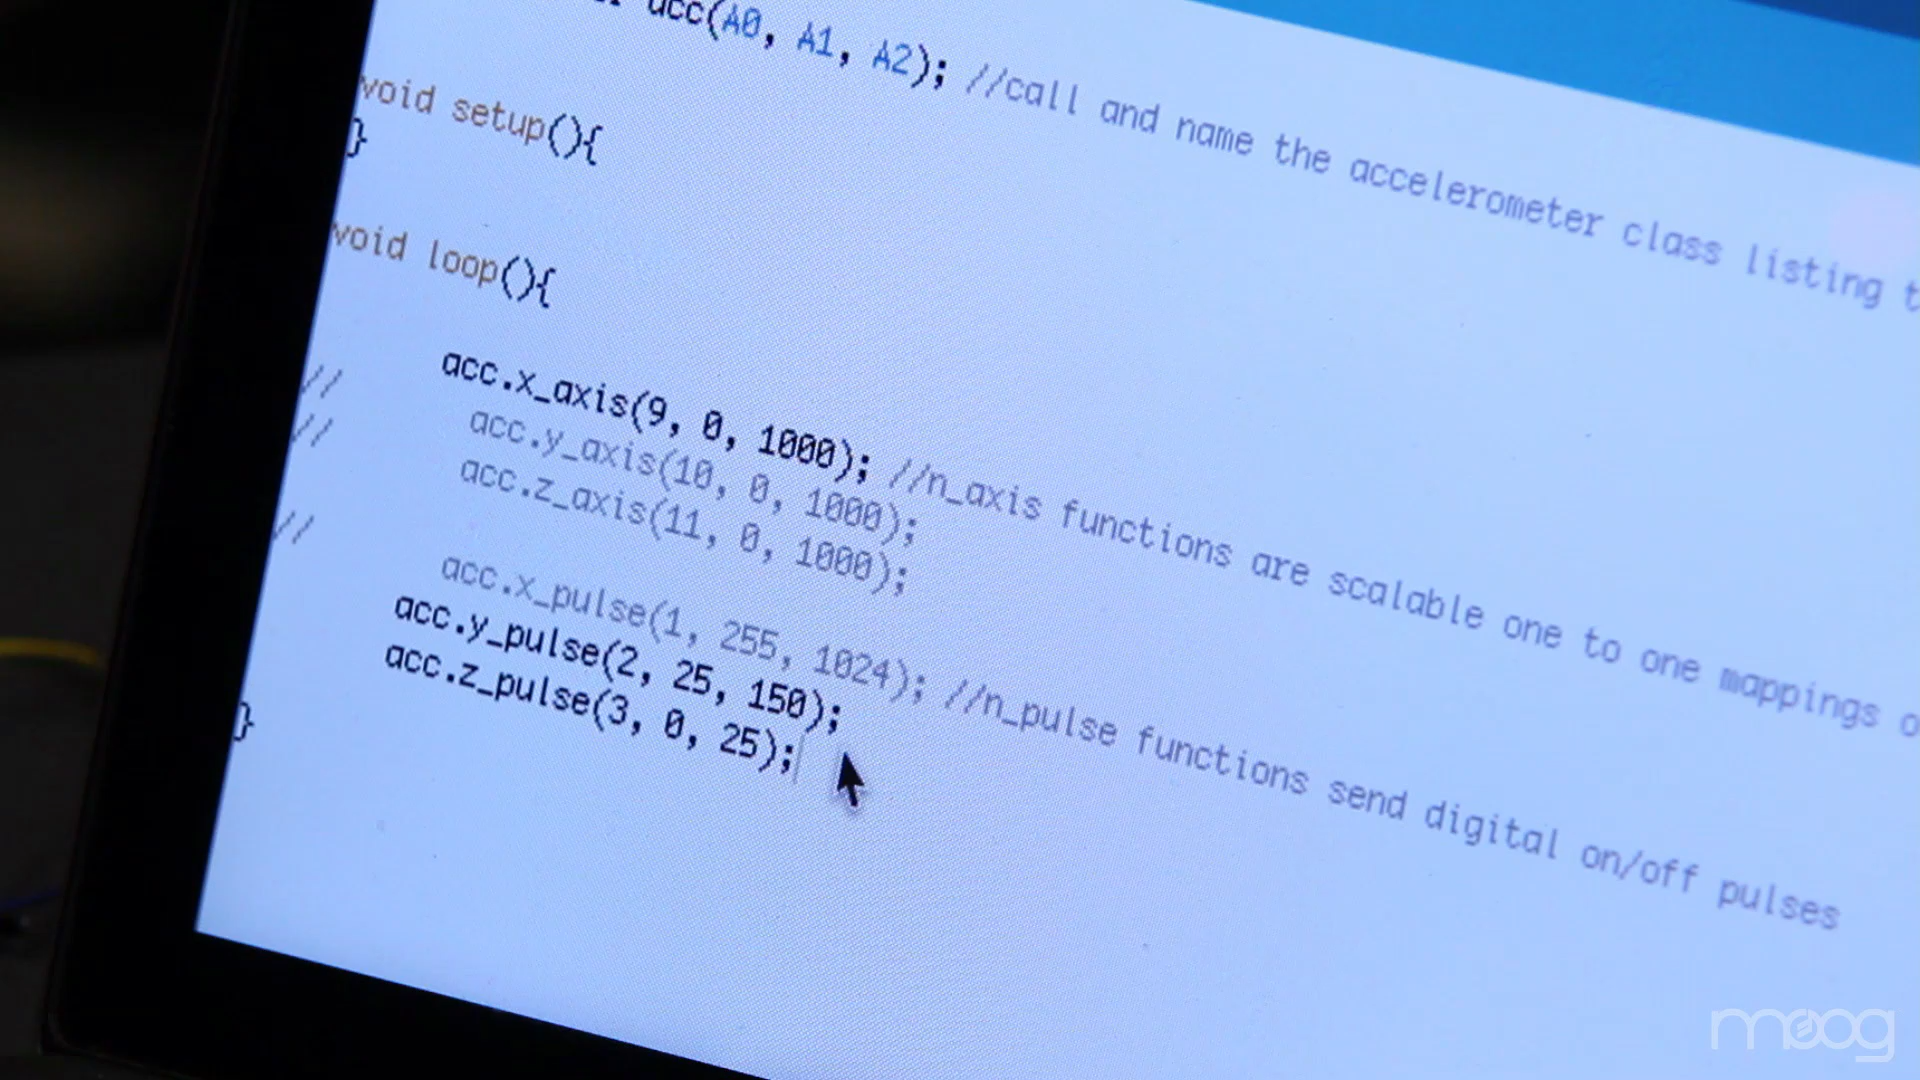 acc(A0, A1, A2); //call and name the accelerometer class listing
void setup(){
}
void loop(){
acc.x_axis(9, 0, 1000); //n_axis functions are scalable one to one mappings
// acc.y_axis(10, 0, 1000);
// acc.z_axis(11, 0, 1000);
// acc.x_pulse(1, 255, 1024); //n_pulse functions send digital on/off pulses
acc.y_pulse(2, 25, 150);
acc.z_pulse(3, 0, 25);
}
moog